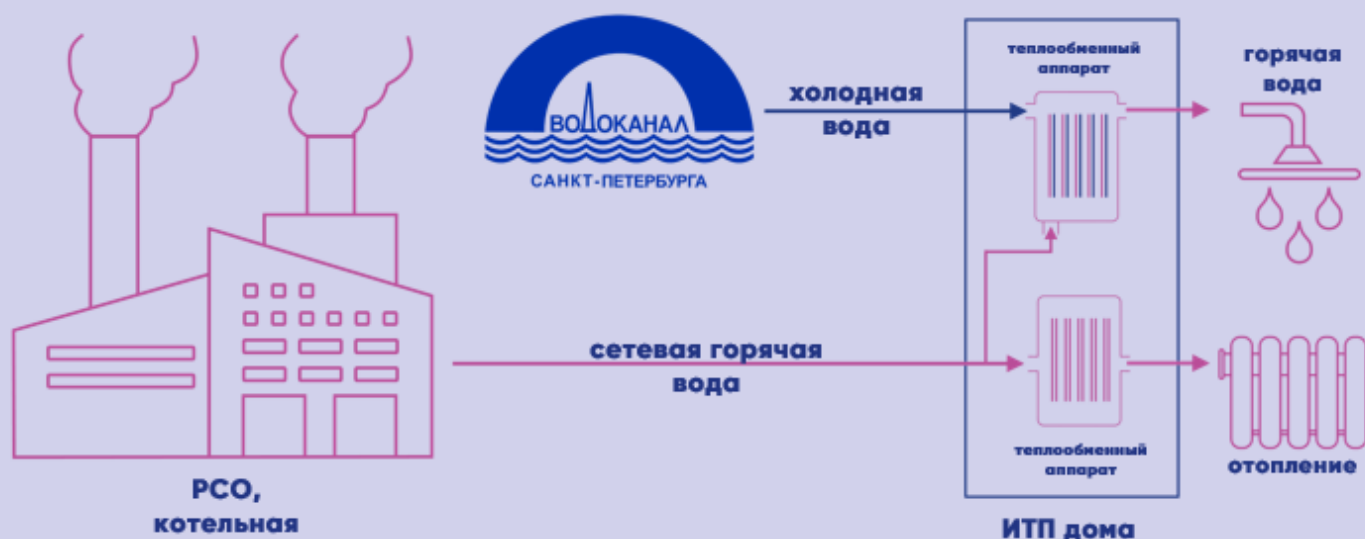 ВОДОКАНАЛ
САНКТ-ПЕТЕРБУРГА
холодная
вода
теплообменный
аппарат
горячая
вода
сетевая горячая
вода
теплообменный
аппарат
отопление
РСО,
котельная
ИТП дома